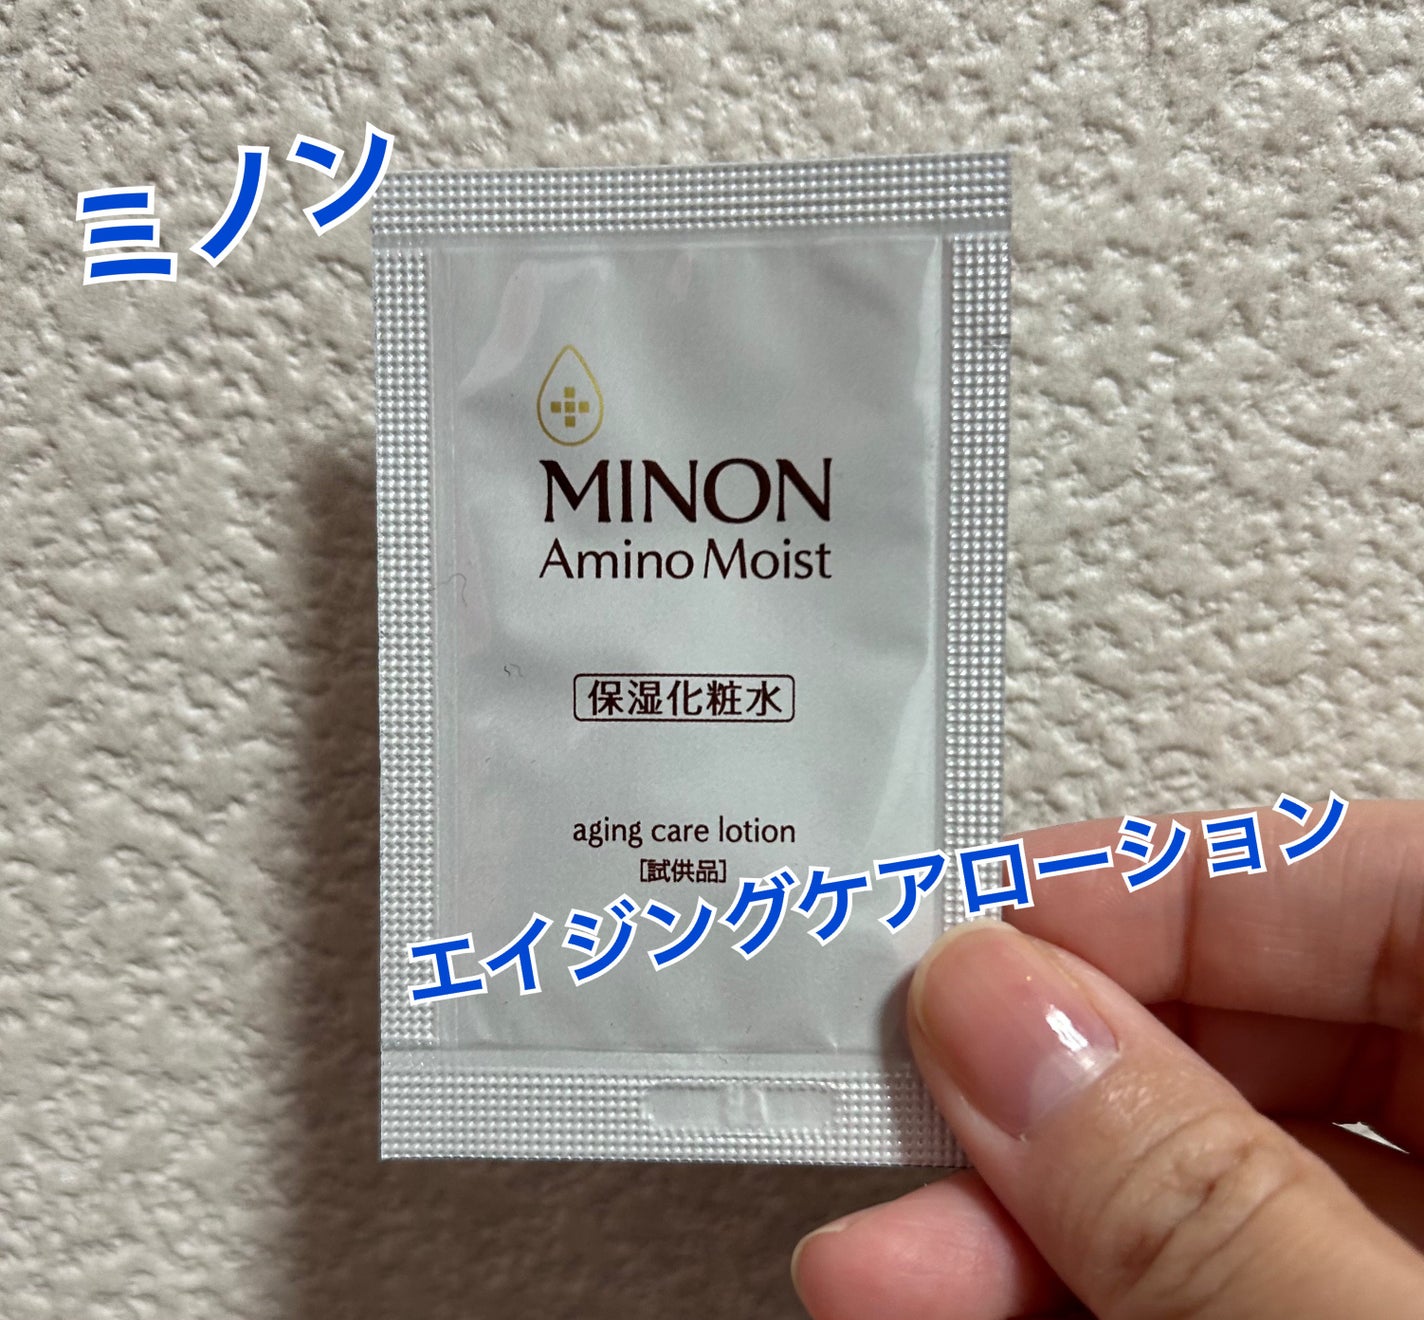 ミノン
MINON
Amino Moist
保湿化粧水
aging care lotion
[試供品]
エイジングケアローション